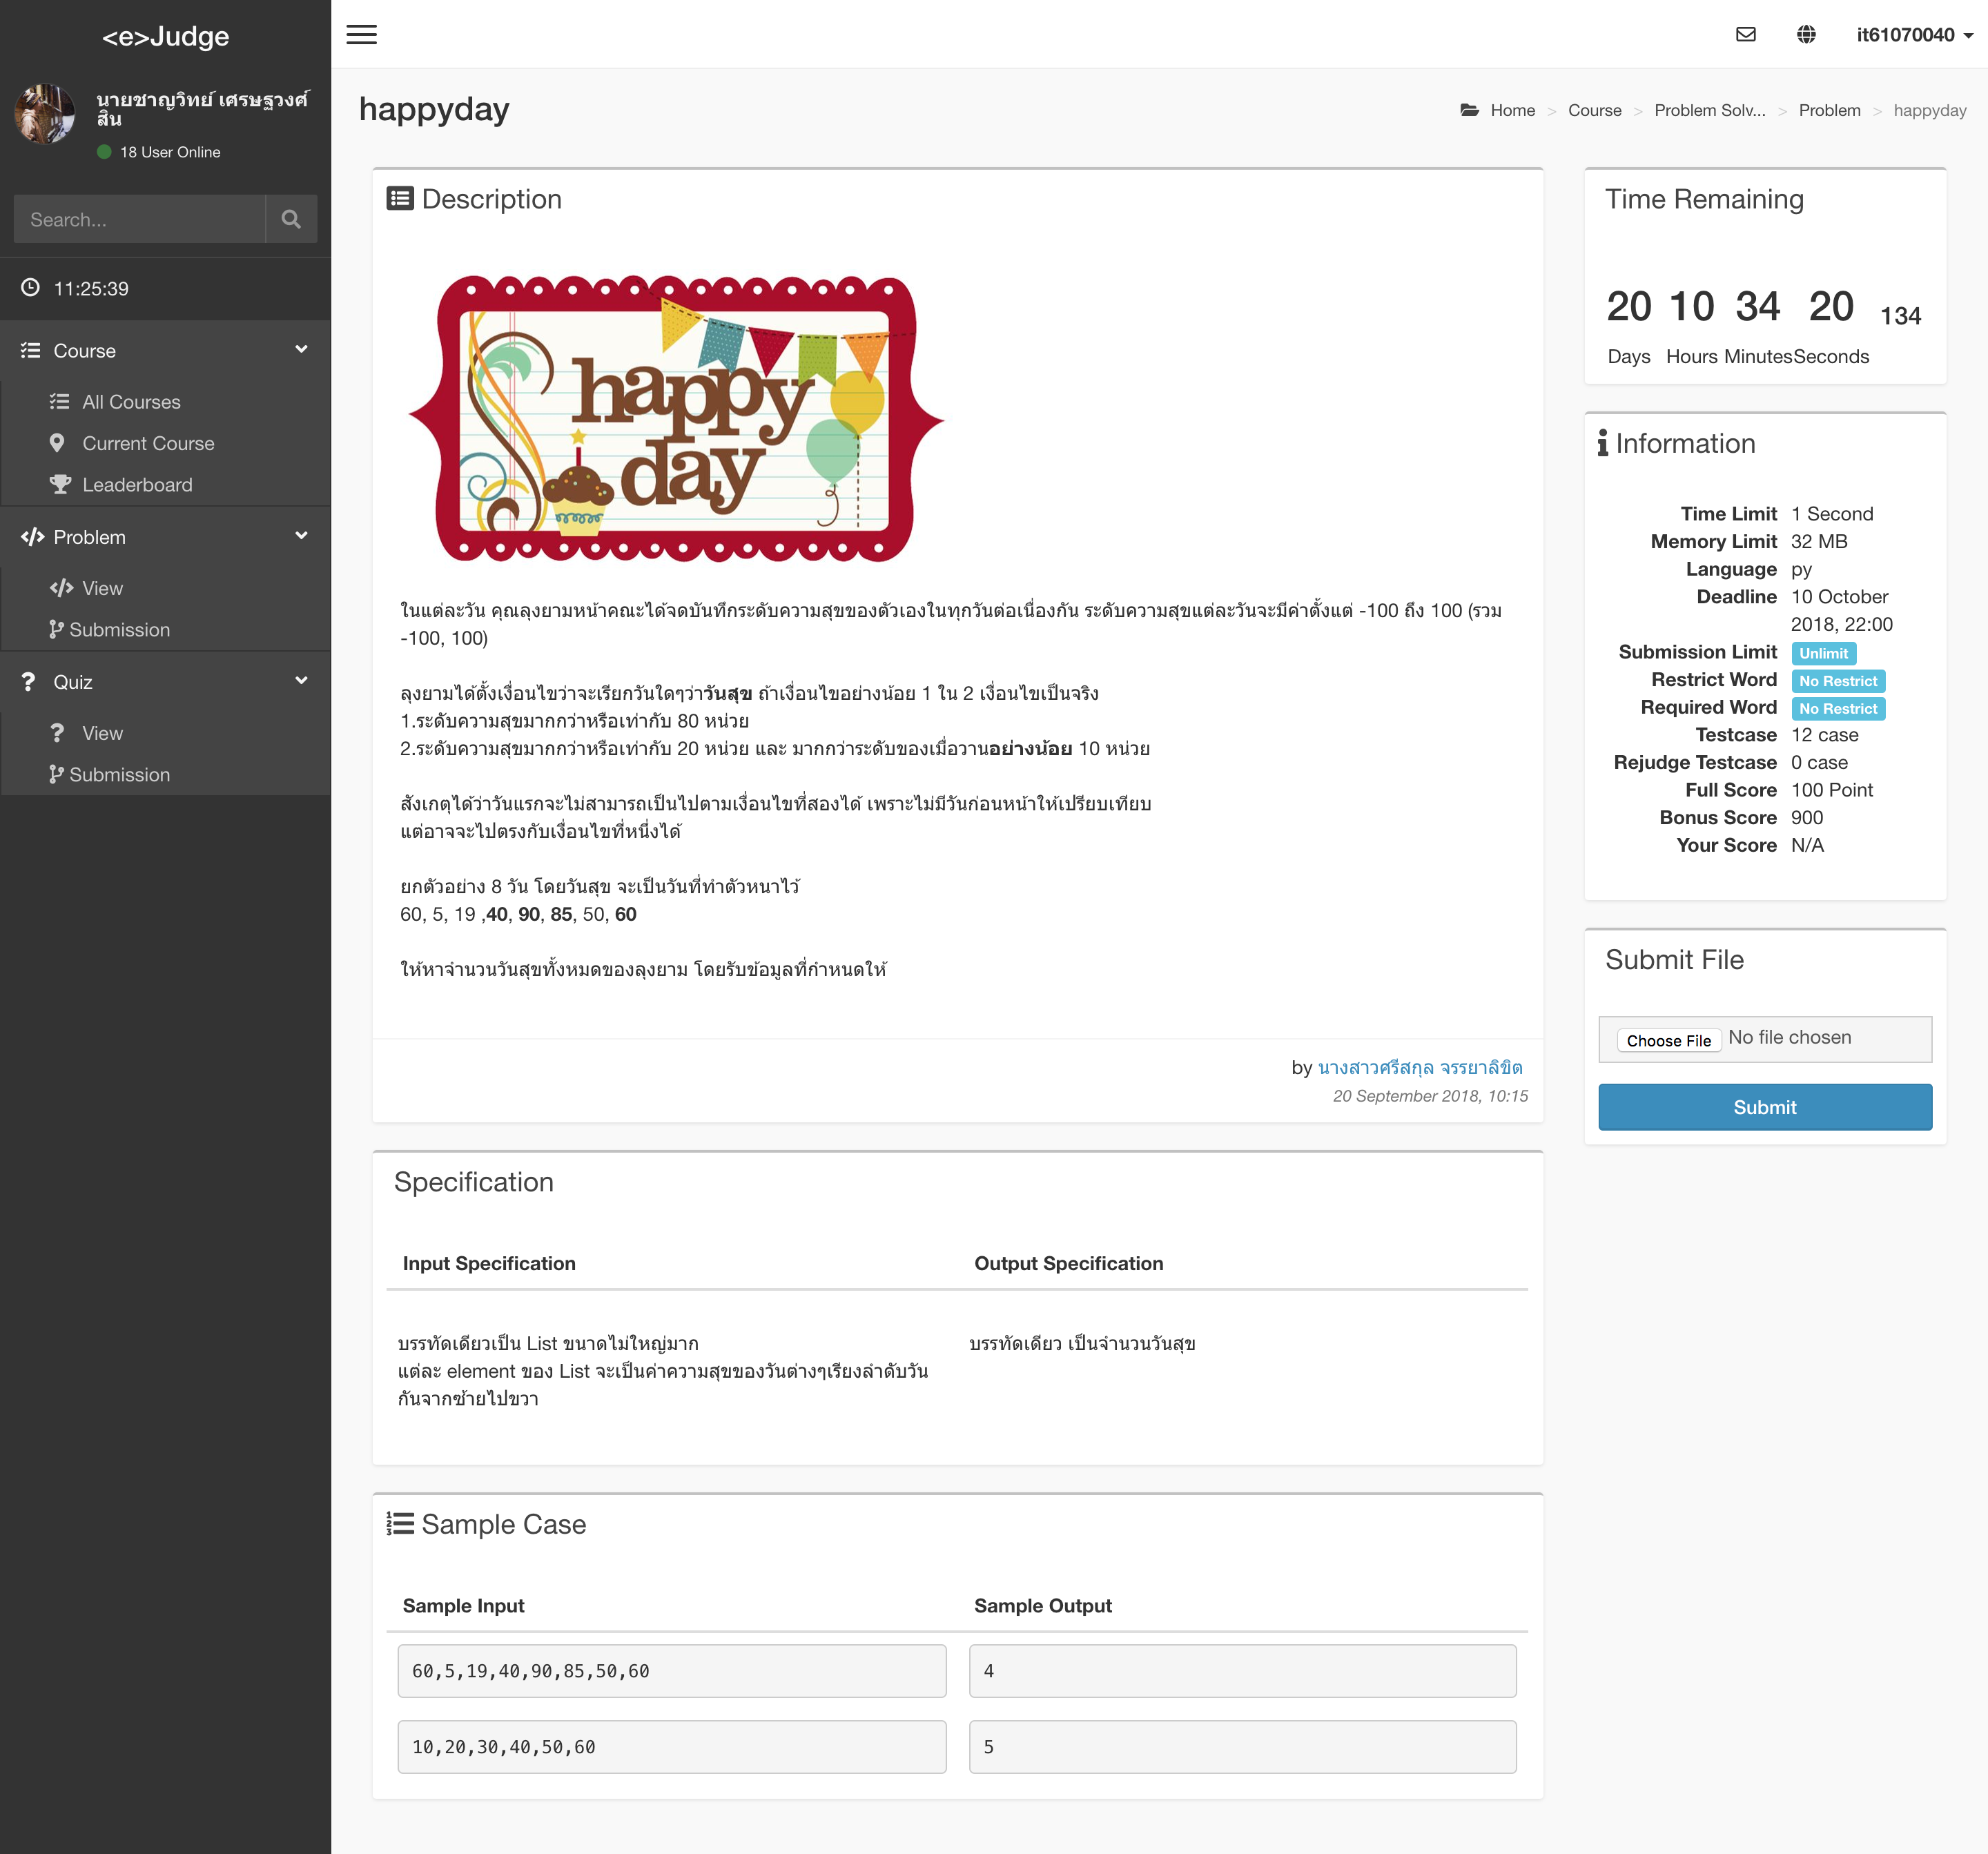 <e>Judge
it61070040
นายชาญวิทย์ เศรษฐวงศ์
สิน
18 User Online
Search...
11:25:39
Course
All Courses
Current Course
Leaderboard
Problem
View
Submission
Quiz
View
Submission
happyday
Home > Course > Problem Solv... > Problem > happyday
Description
happy
day
ในแต่ละวัน คุณลุงยามหน้าคณะได้จดบันทึกระดับความสุขของตัวเองในทุกวันต่อเนื่องกัน ระดับความสุขแต่ละวันจะมีค่าตั้งแต่ -100 ถึง 100 (รวม
-100, 100)
ลุงยามได้ตั้งเงื่อนไขว่าจะเรียกวันใดๆว่าวันสุข ถ้าเงื่อนไขอย่างน้อย 1 ใน 2 เงื่อนไขเป็นจริง
1.ระดับความสุขมากกว่าหรือเท่ากับ 80 หน่วย
2.ระดับความสุขมากกว่าหรือเท่ากับ 20 หน่วย และ มากกว่าระดับของเมื่อวานอย่างน้อย 10 หน่วย
สังเกตุได้ว่าวันแรกจะไม่สามารถเป็นไปตามเงื่อนไขที่สองได้ เพราะไม่มีวันก่อนหน้าให้เปรียบเทียบ
แต่อาจจะไปตรงกับเงื่อนไขที่หนึ่งได้
ยกตัวอย่าง 8 วัน โดยวันสุข จะเป็นวันที่ทำตัวหนาไว้
60, 5, 19 ,40, 90, 85, 50, 60
ให้หาจำนวนวันสุขทั้งหมดของลุงยาม โดยรับข้อมูลที่กำหนดให้
by นางสาวศรีสกุล จรรยาลิขิต
20 September 2018, 10:15
Specification
Input Specification
Output Specification
บรรทัดเดียวเป็น List ขนาดไม่ใหญ่มาก
แต่ละ element ของ List จะเป็นค่าความสุขของวันต่างๆเรียงลำดับวัน
กันจากซ้ายไปขวา
บรรทัดเดียว เป็นจำนวนวันสุข
Sample Case
Sample Input
Sample Output
60,5,19,40,90,85,50,60
4
10,20,30,40,50,60
5
Time Remaining
20 10 34 20 134
Days Hours Minutes Seconds
Information
Time Limit 1 Second
Memory Limit 32 MB
Language py
Deadline 10 October
2018, 22:00
Submission Limit Unlimit
Restrict Word No Restrict
Required Word No Restrict
Testcase 12 case
Rejudge Testcase 0 case
Full Score 100 Point
Bonus Score 900
Your Score N/A
Submit File
Choose File No file chosen
Submit